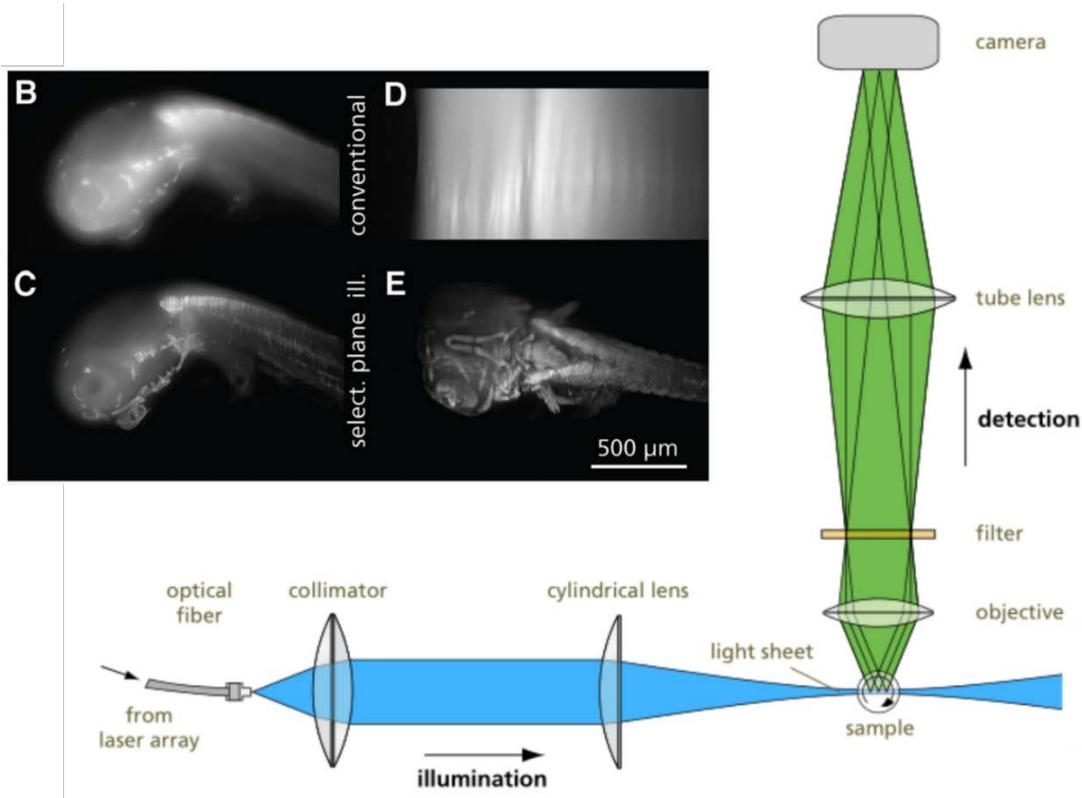 camera
B
D
conventional
C
E
select. plane ill.
500 µm
tube lens
detection
filter
objective
optical
fiber
collimator
cylindrical lens
light sheet
sample
from
laser array
illumination